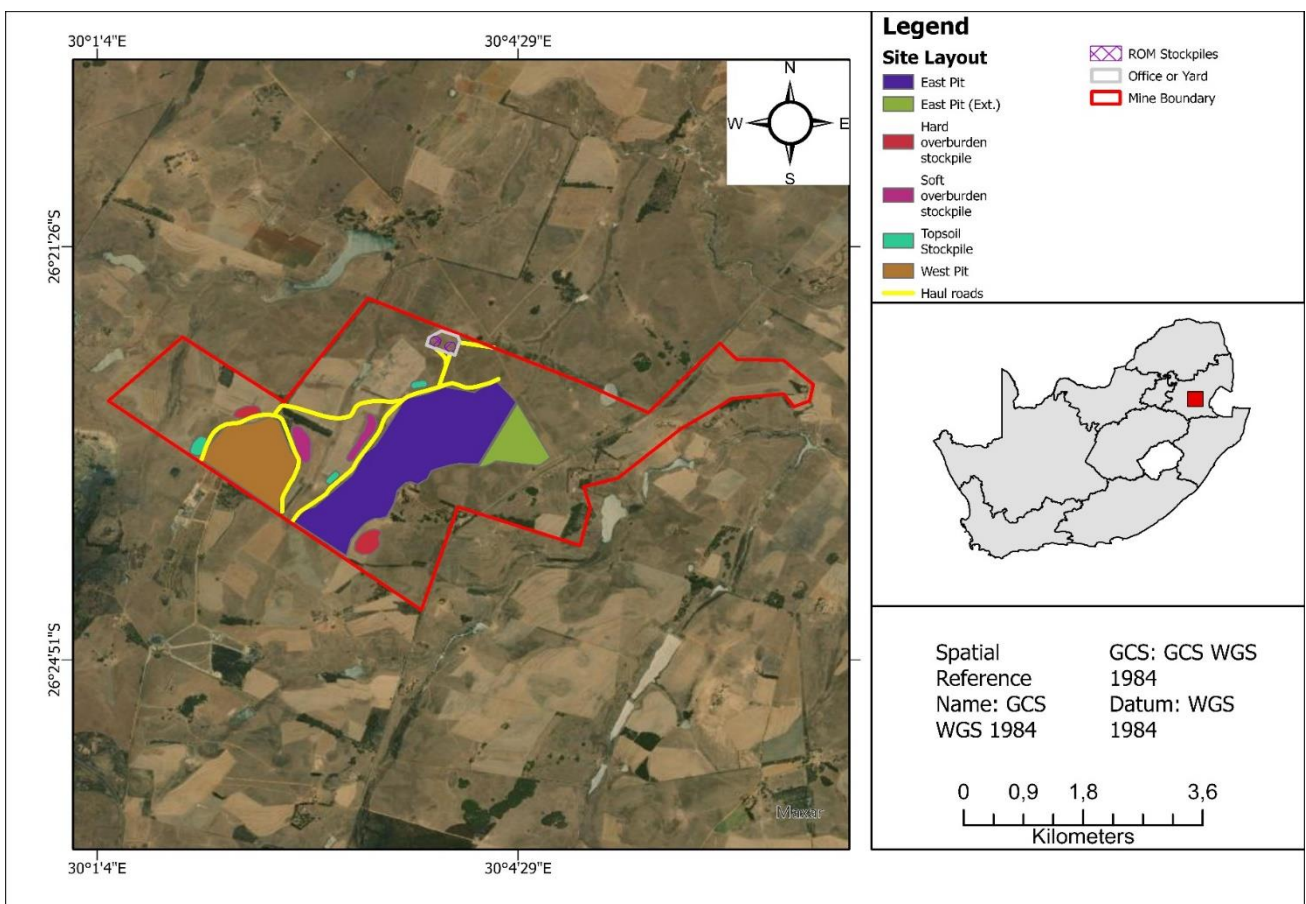 30°1'4"E
30°4'29"E
26°21'26"S
26°24'51"S
30°1'4"E
30°4'29"E
N
W
E
S
Maxar
Legend
Site Layout
East Pit
East Pit (Ext.)
Hard
overburden
stockpile
Soft
overburden
stockpile
Topsoil
Stockpile
West Pit
Haul roads
ROM Stockpiles
Office or Yard
Mine Boundary
Spatial
Reference
Name: GCS
WGS 1984
GCS: GCS WGS
1984
Datum: WGS
1984
0 0,9 1,8 3,6
Kilometers